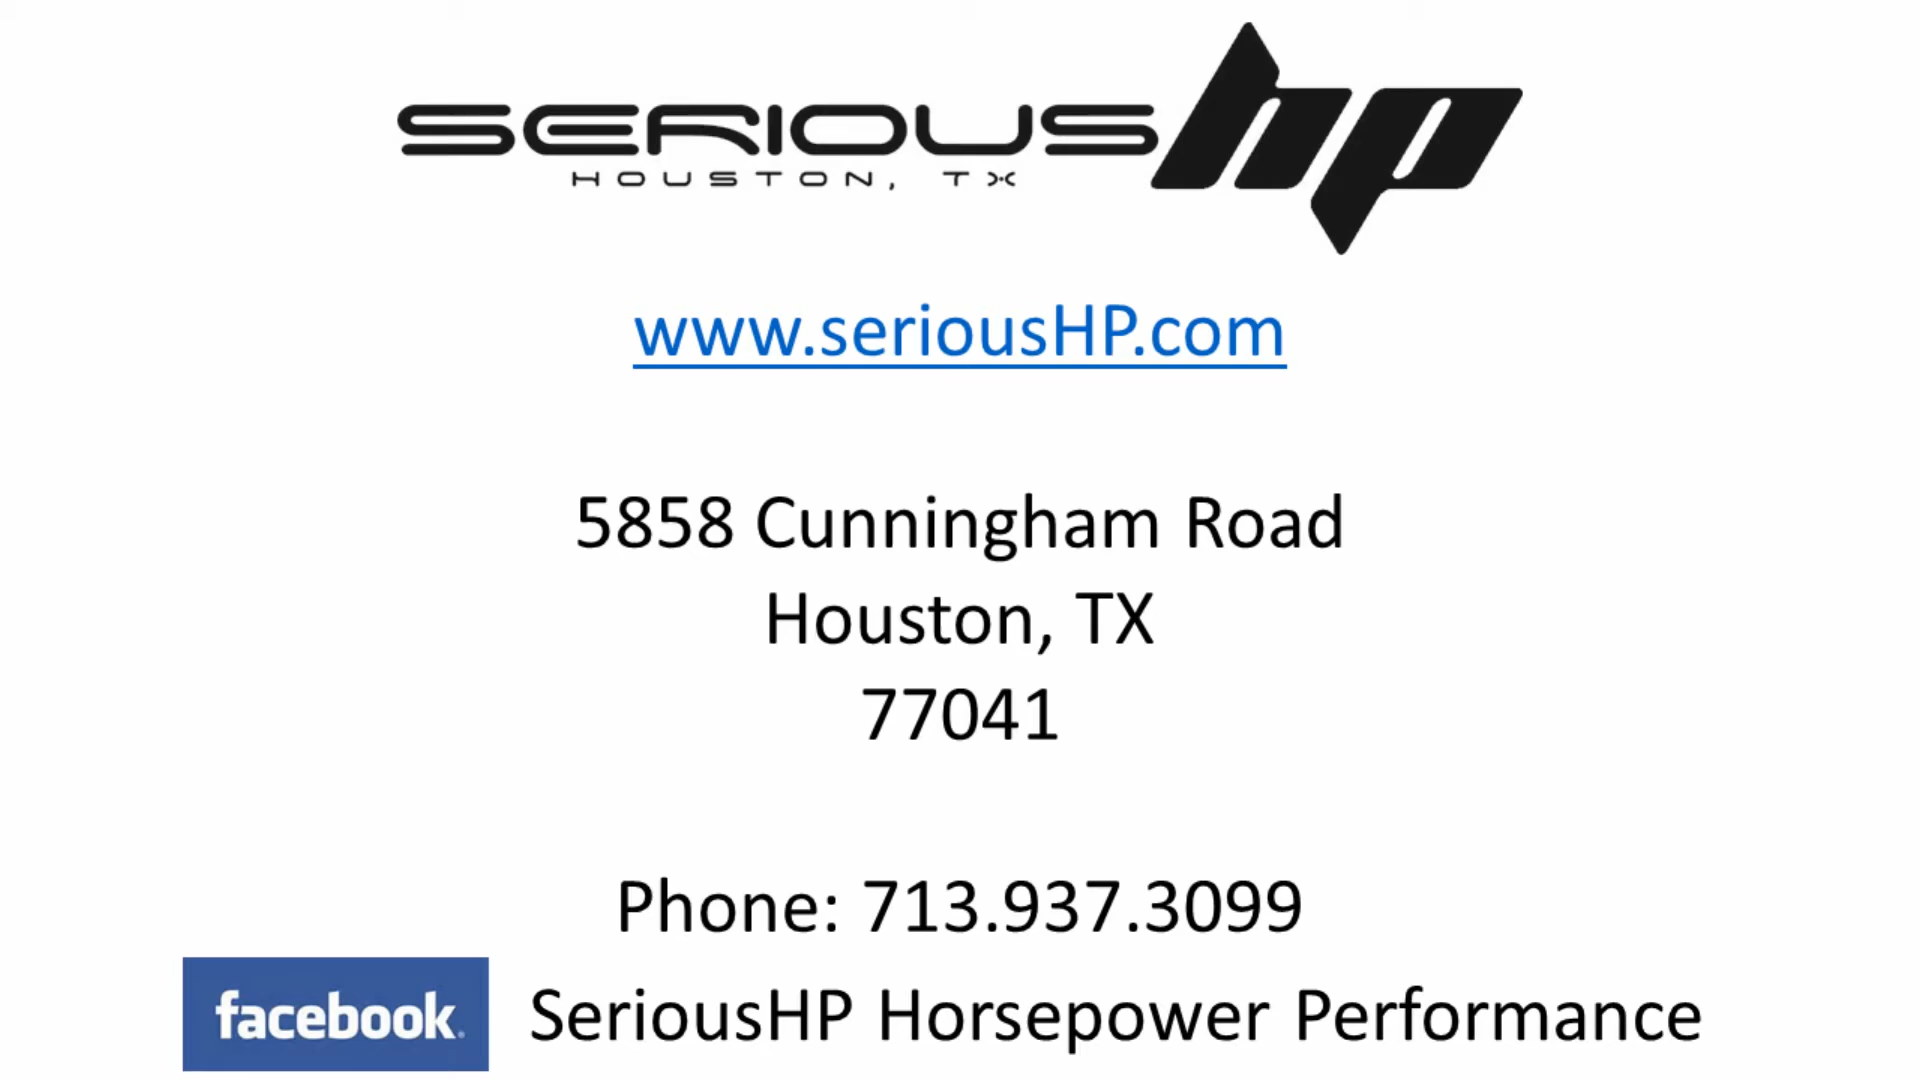 SERIOUS hp
HOUSTON, TX
www.seriousHP.com
5858 Cunningham Road
Houston, TX
77041
Phone: 713.937.3099
facebook. SeriousHP Horsepower Performance